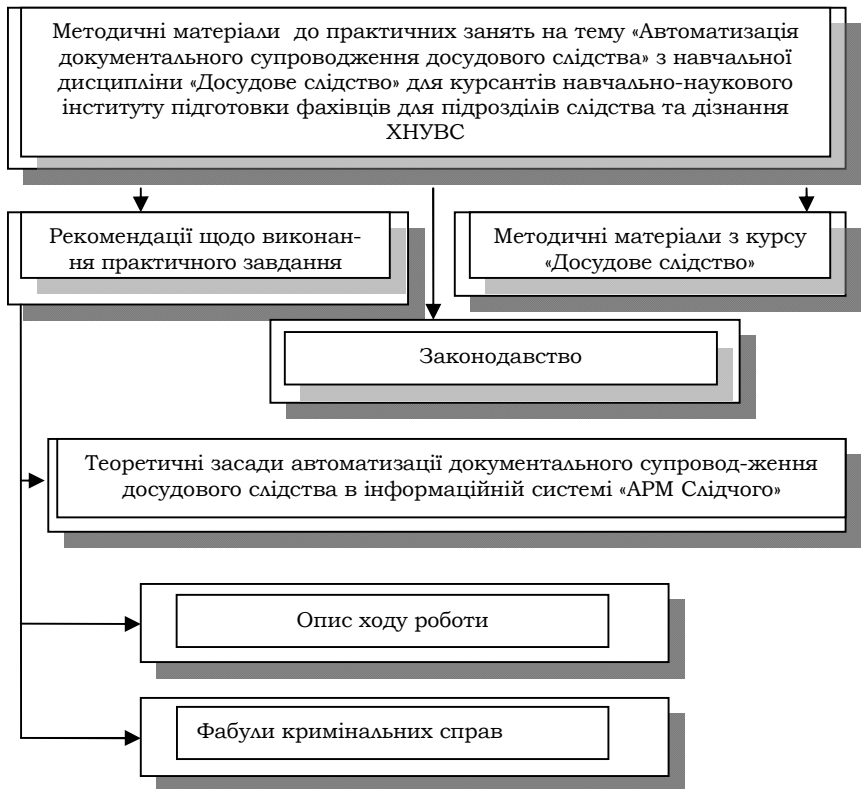 Методичні матеріали до практичних занять на тему «Автоматизація
документального супроводження досудового слідства» з навчальної
дисципліни «Досудове слідство» для курсантів навчально-наукового
інституту підготовки фахівців для підрозділів слідства та дізнання
ХНУВС
Рекомендації щодо виконан-
ня практичного завдання
Методичні матеріали з курсу
«Досудове слідство»
Законодавство
Теоретичні засади автоматизації документального супровод-ження
досудового слідства в інформаційній системі «АРМ Слідчого»
Опис ходу роботи
Фабули кримінальних справ